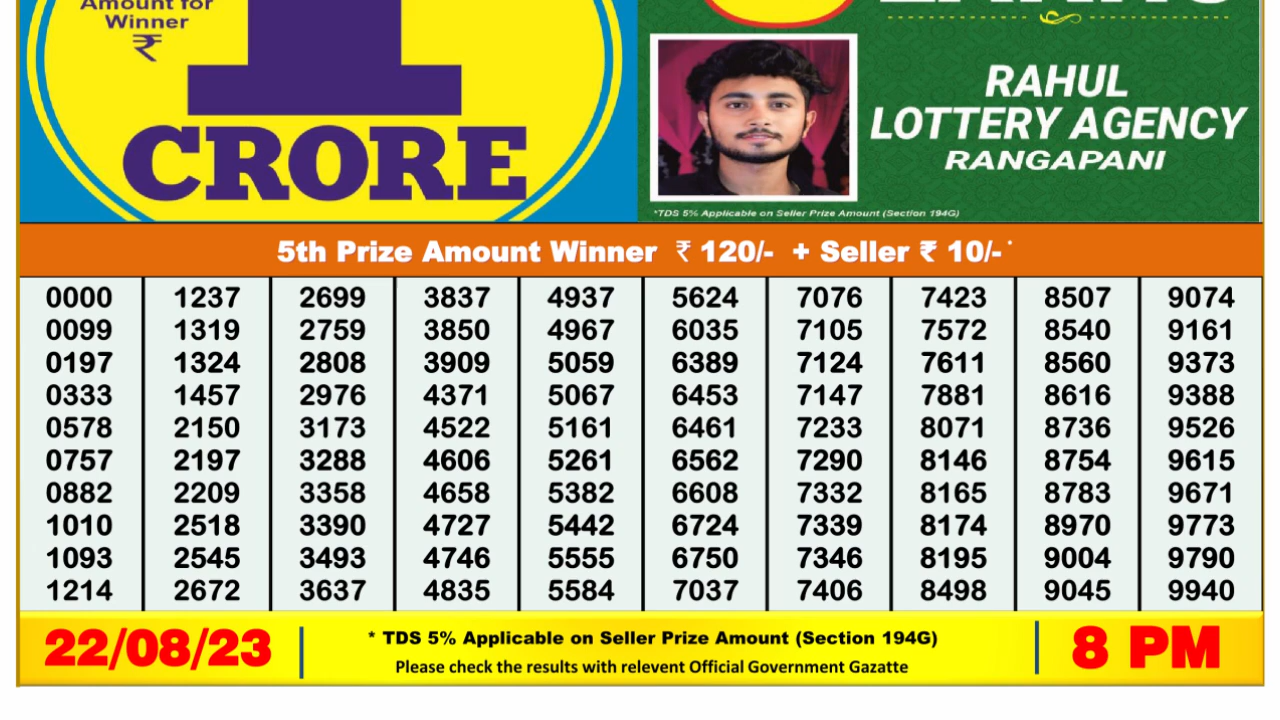 Amount for
Winner
₹
1
CRORE
RAHUL
LOTTERY AGENCY
RANGAPANI
*TDS 5% Applicable on Seller Prize Amount (Section 194G)
5th Prize Amount Winner ₹ 120/- + Seller ₹ 10/-*
0000 1237 2699 3837 4937 5624 7076 7423 8507 9074
0099 1319 2759 3850 4967 6035 7105 7572 8540 9161
0197 1324 2808 3909 5059 6389 7124 7611 8560 9373
0333 1457 2976 4371 5067 6453 7147 7881 8616 9388
0578 2150 3173 4522 5161 6461 7233 8071 8736 9526
0757 2197 3288 4606 5261 6562 7290 8146 8754 9615
0882 2209 3358 4658 5382 6608 7332 8165 8783 9671
1010 2518 3390 4727 5442 6724 7339 8174 8970 9773
1093 2545 3493 4746 5555 6750 7346 8195 9004 9790
1214 2672 3637 4835 5584 7037 7406 8498 9045 9940
22/08/23
* TDS 5% Applicable on Seller Prize Amount (Section 194G)
Please check the results with relevent Official Government Gazatte
8 PM